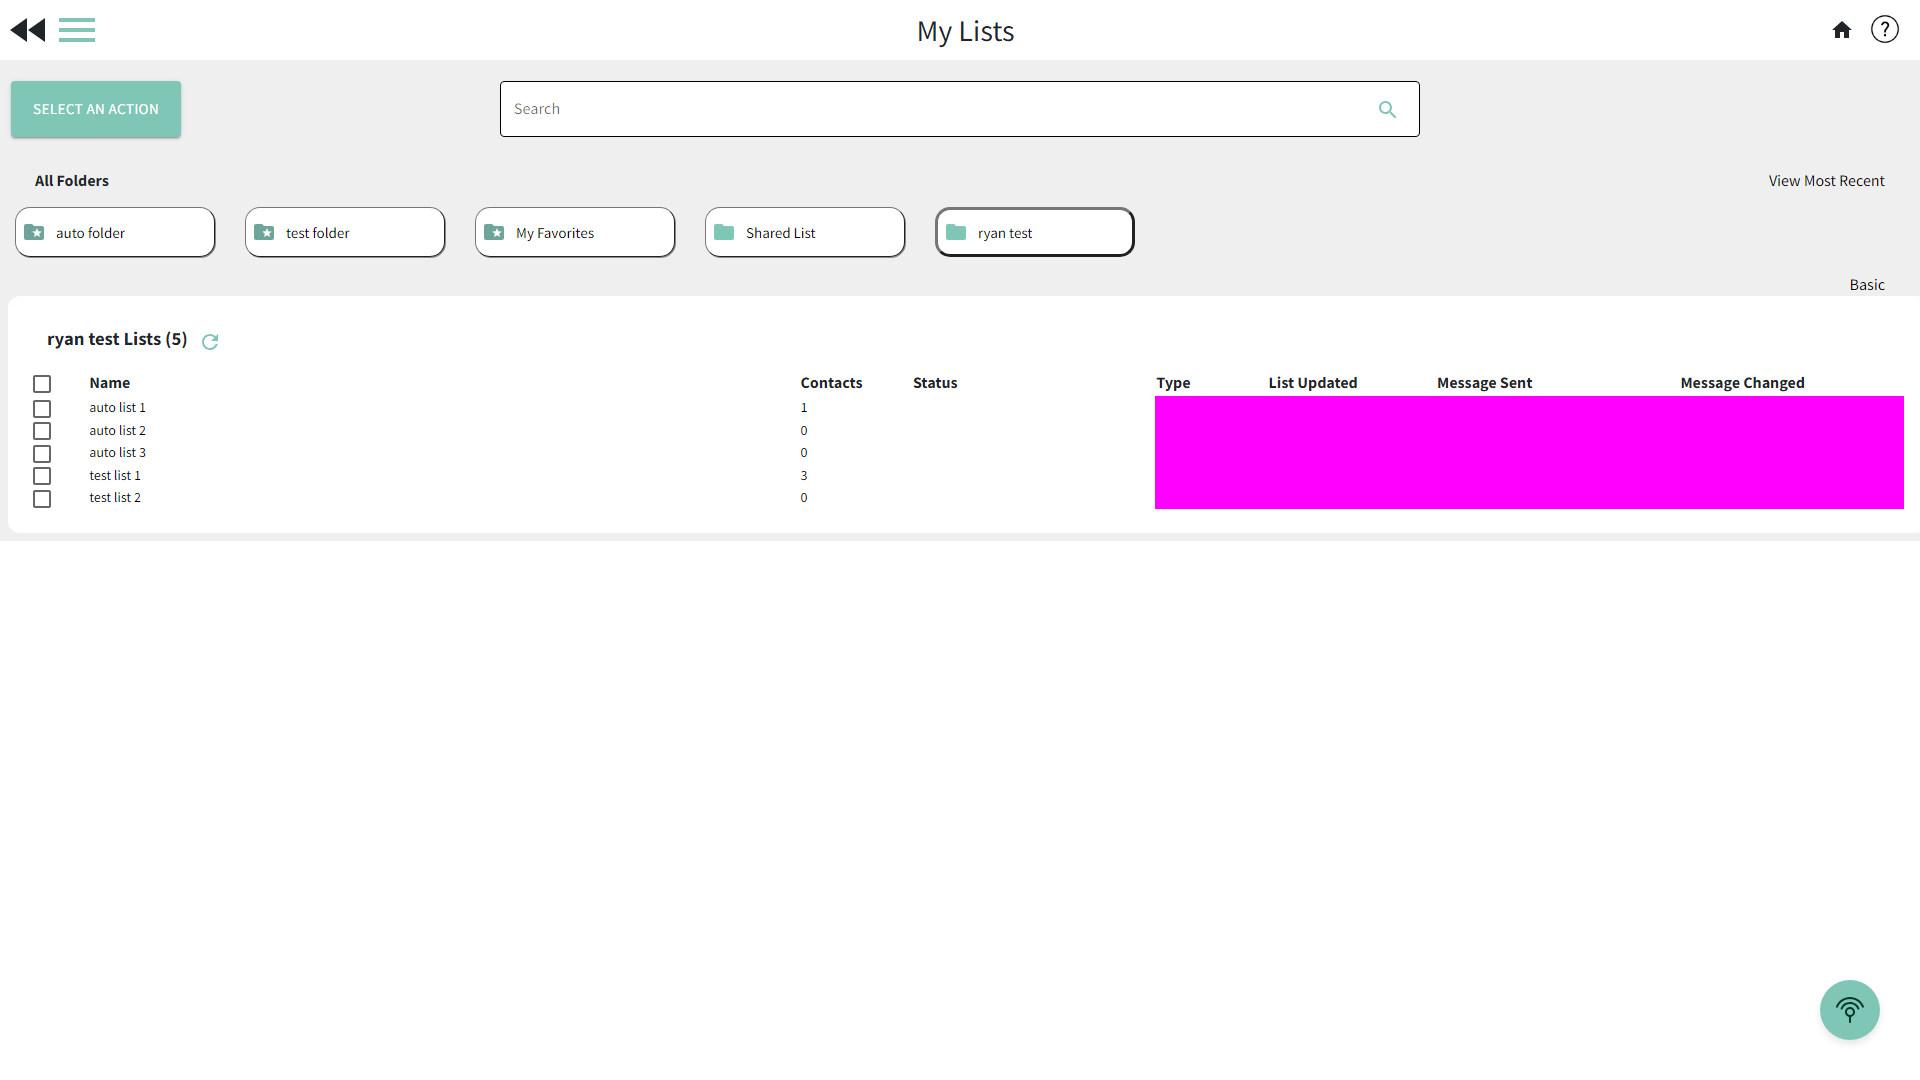 My Lists
?
SELECT AN ACTION
Search
All Folders
View Most Recent
auto folder
test folder
My Favorites
Shared List
ryan test
Basic
ryan test Lists (5)
Name Contacts Status Type List Updated Message Sent Message Changed
auto list 1 1
auto list 2 0
auto list 3 0
test list 1 3
test list 2 0